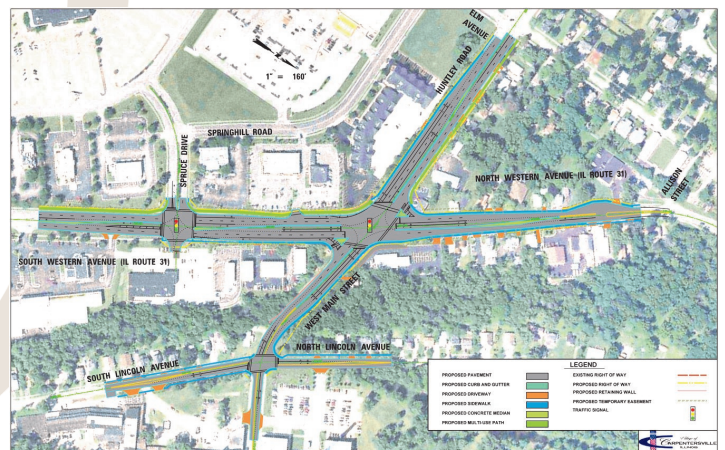 ELM
AVENUE
HUNTLEY ROAD
1" = 160'
SPRINGHILL ROAD
SPRUCE DRIVE
NORTH WESTERN AVENUE (IL ROUTE 31)
ALLISON
STREET
SOUTH WESTERN AVENUE (IL ROUTE 31)
WEST MAIN STREET
NORTH LINCOLN AVENUE
SOUTH LINCOLN AVENUE
LEGEND
PROPOSED PAVEMENT
PROPOSED CURB AND GUTTER
PROPOSED DRIVEWAY
PROPOSED SIDEWALK
PROPOSED CONCRETE MEDIAN
PROPOSED MULTI-USE PATH
EXISTING RIGHT OF WAY
PROPOSED RIGHT OF WAY
PROPOSED RETAINING WALL
PROPOSED TEMPORARY EASEMENT
TRAFFIC SIGNAL
Village of
CARPENTERSVILLE
ILLINOIS